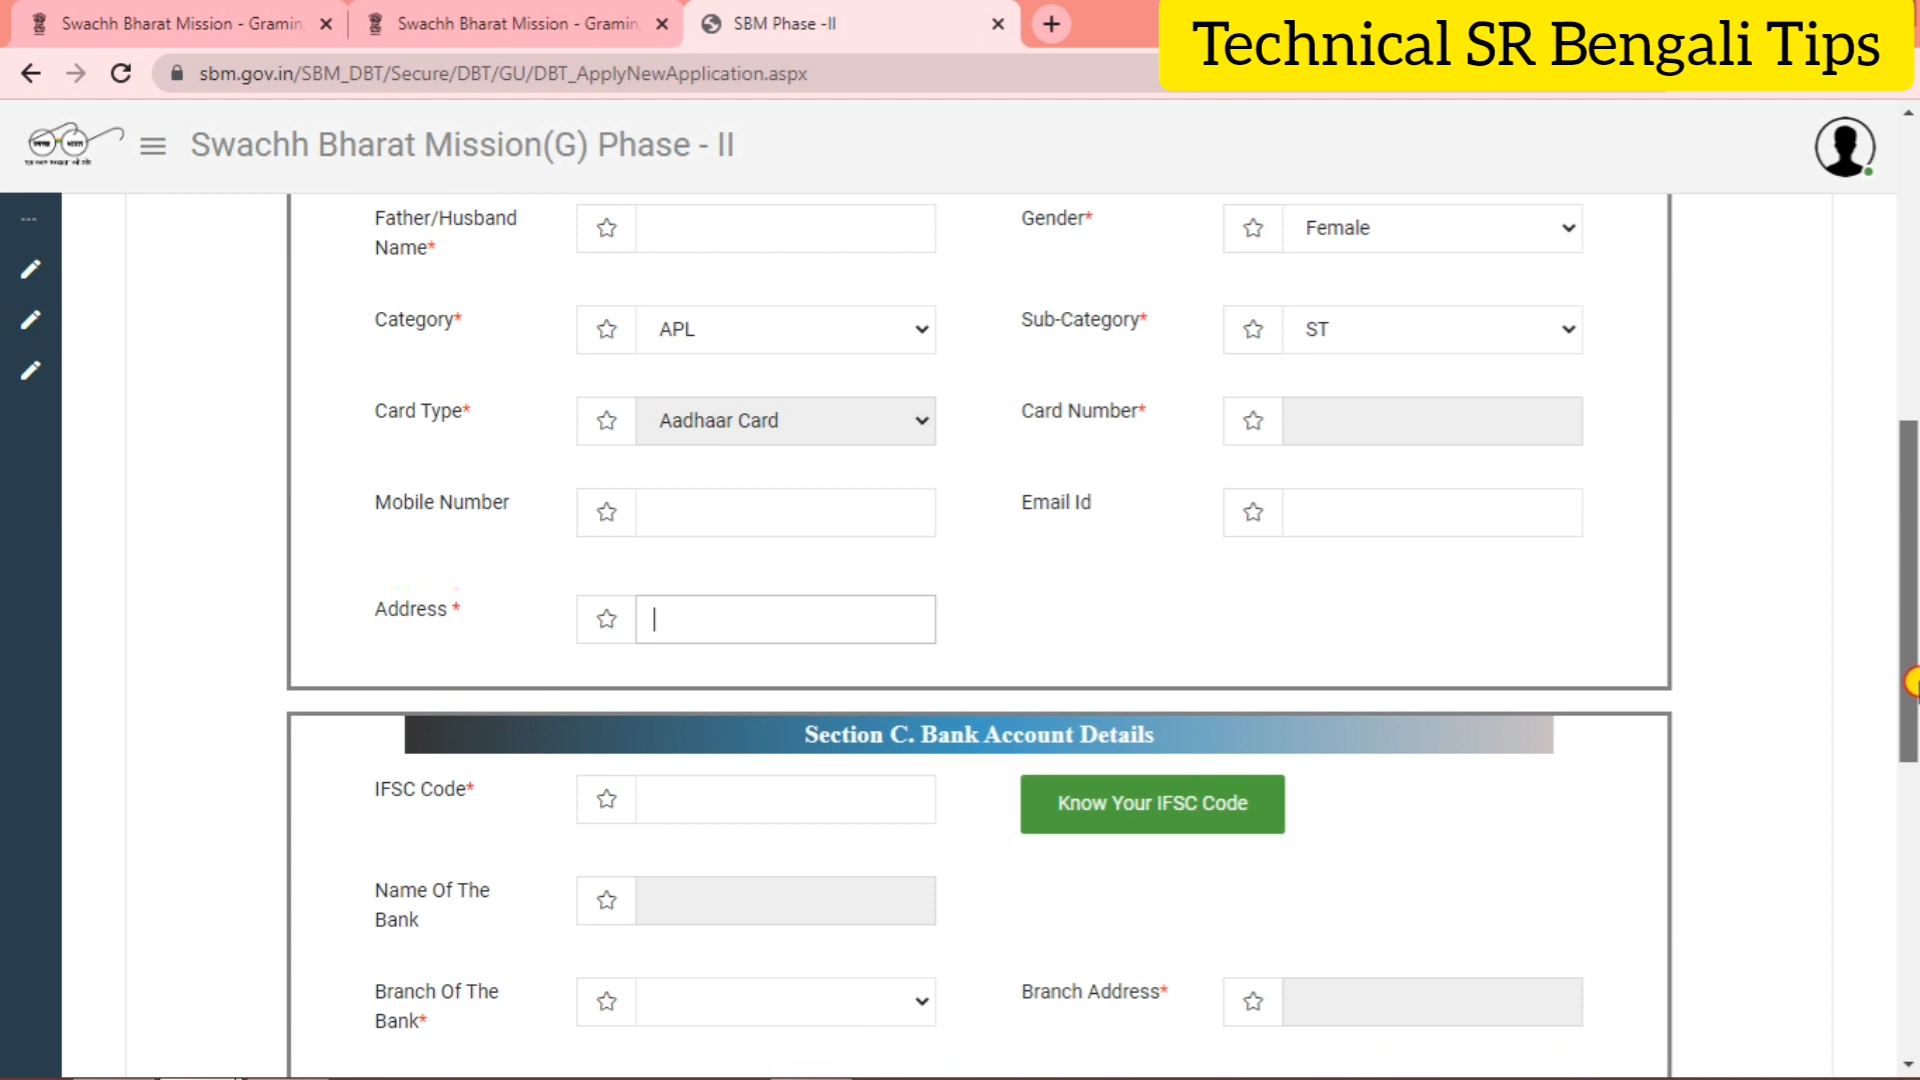 Swachh Bharat Mission - Gramin,
Swachh Bharat Mission - Gramin,
SBM Phase -II
Technical SR Bengali Tips
sbm.gov.in/SBM_DBT/Secure/DBT/GU/DBT_ApplyNewApplication.aspx
Swachh Bharat Mission(G) Phase - II
Father/Husband
Name*
Gender*
Female
Category*
APL
Sub-Category*
ST
Card Type*
Aadhaar Card
Card Number*
Mobile Number
Email Id
Address *
Section C. Bank Account Details
IFSC Code*
Know Your IFSC Code
Name Of The
Bank
Branch Of The
Bank*
Branch Address*